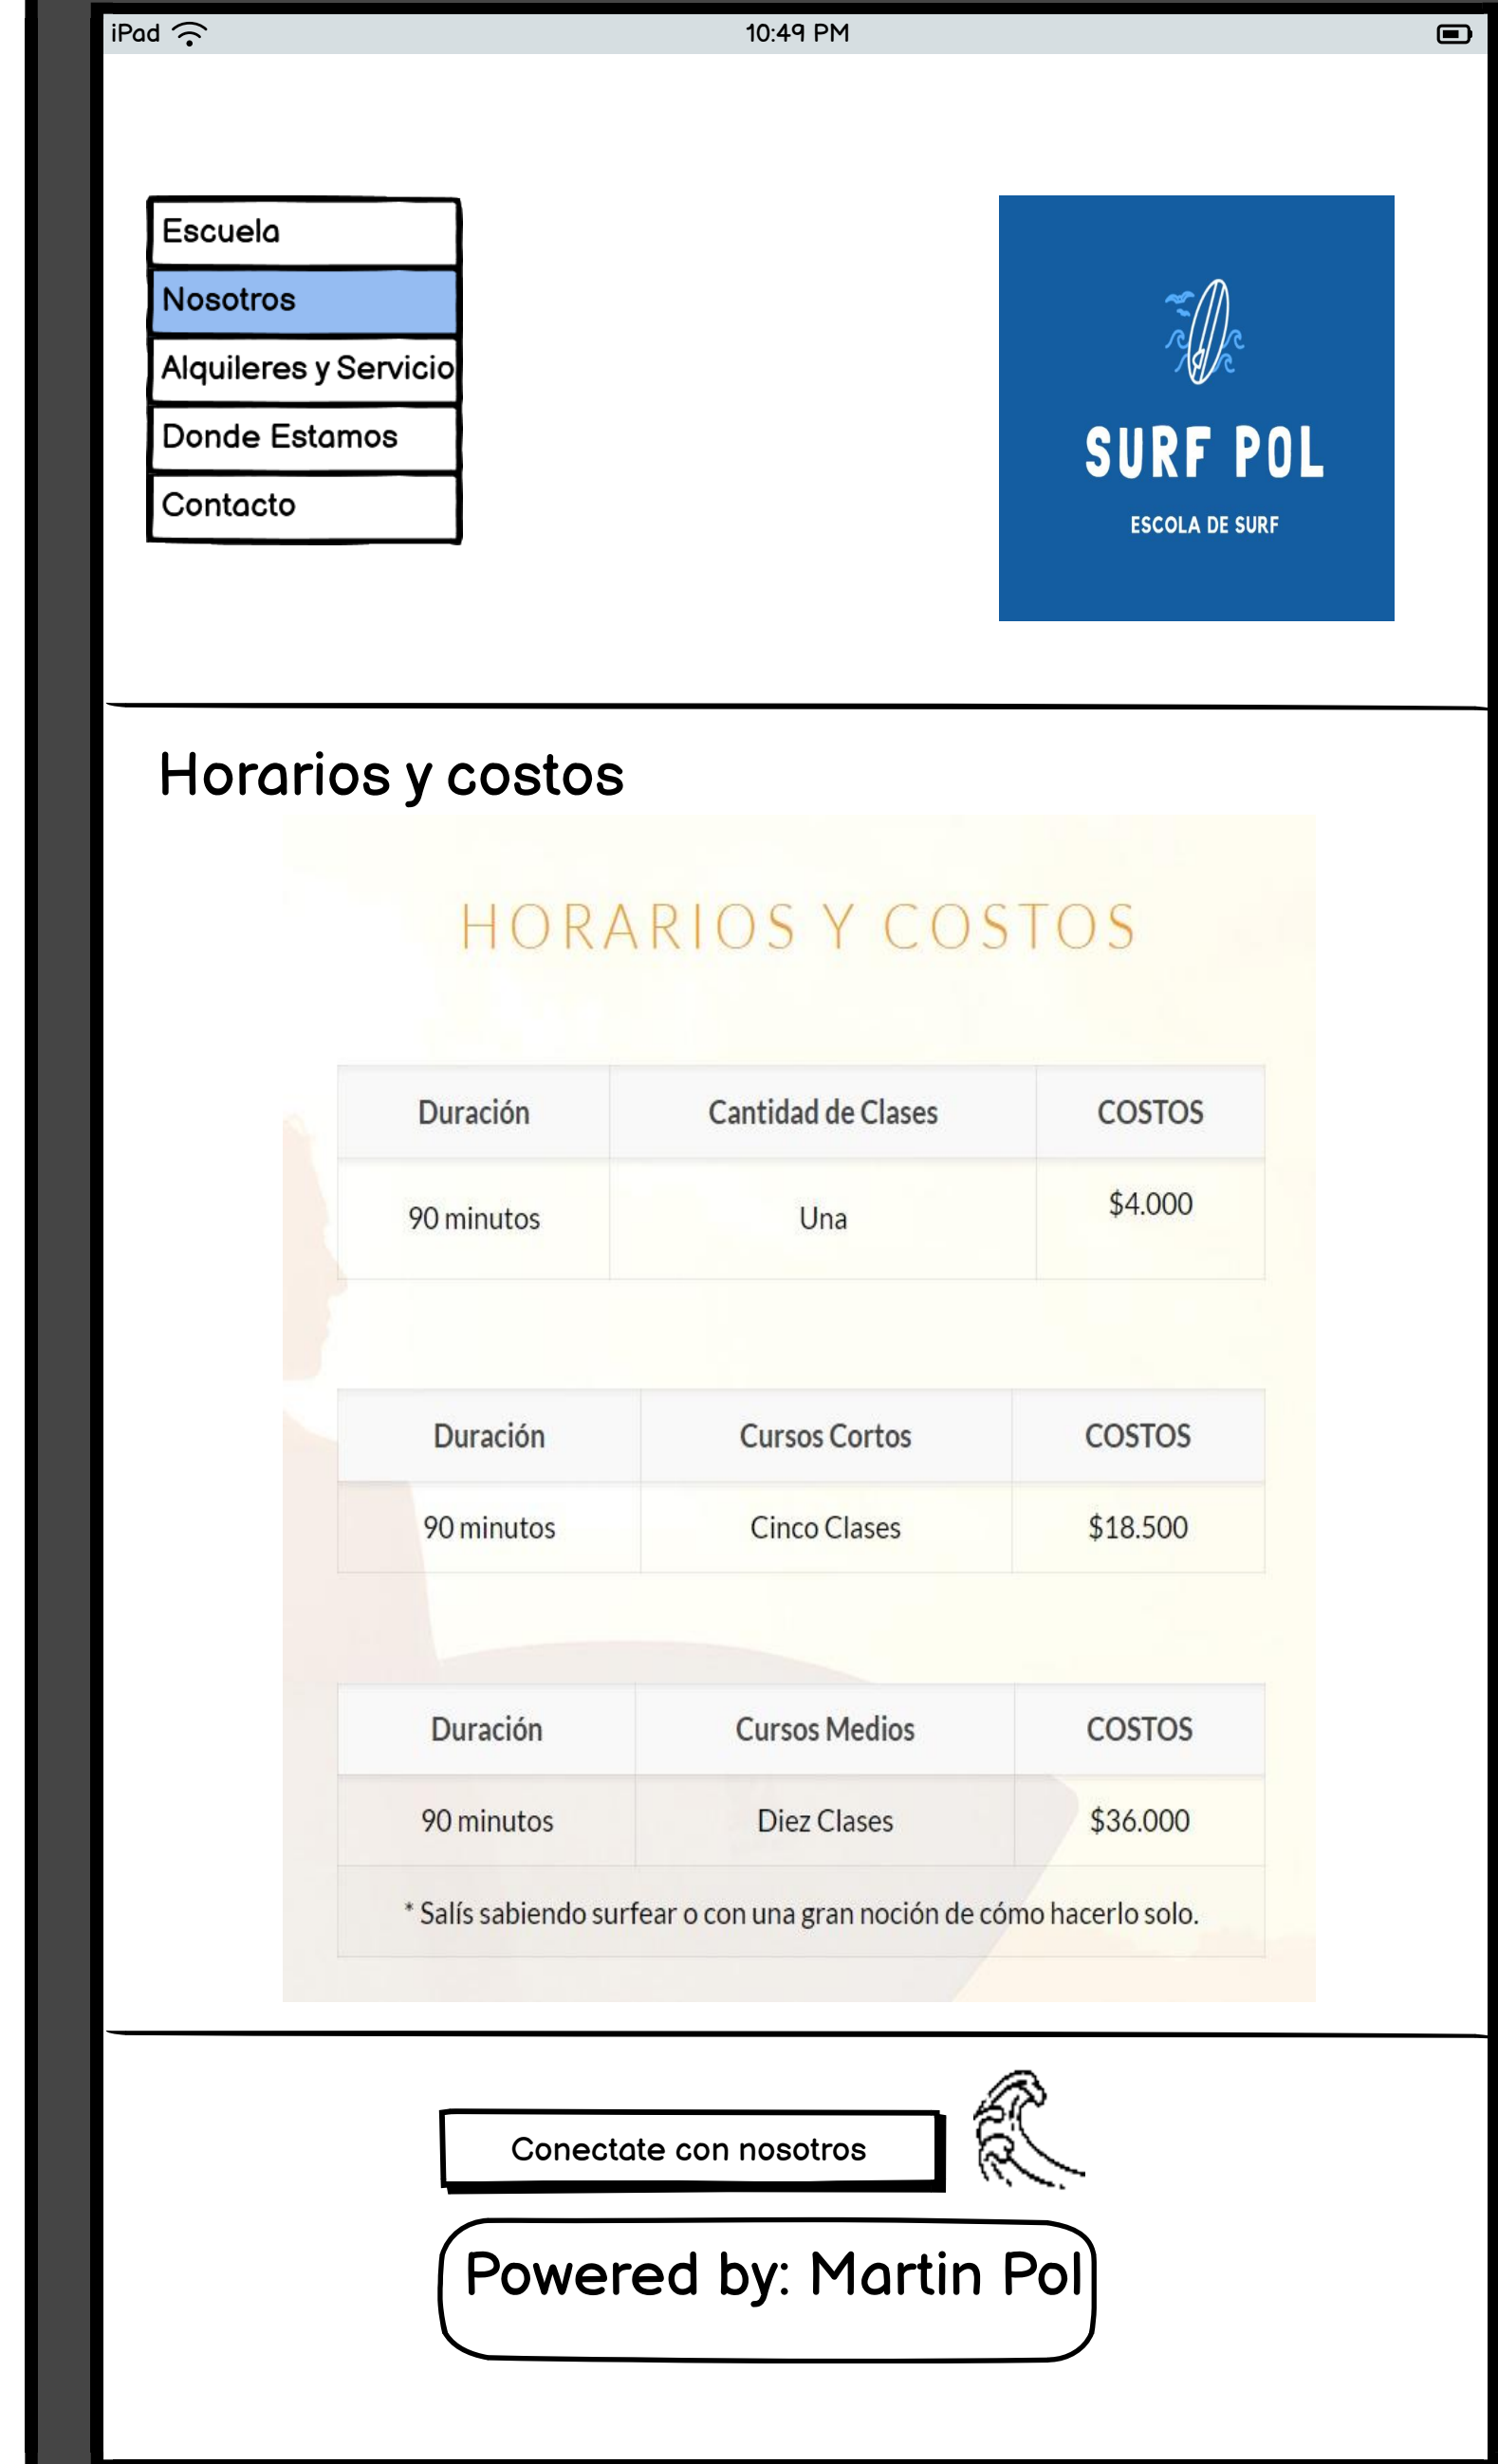 iPad 10:49 PM
Escuela
Nosotros
Alquileres y Servicio
Donde Estamos
Contacto
SURF POL
ESCOLA DE SURF
Horarios y costos
HORARIOS Y COSTOS
Duración Cantidad de Clases COSTOS
90 minutos Una $4.000
Duración Cursos Cortos COSTOS
90 minutos Cinco Clases $18.500
Duración Cursos Medios COSTOS
90 minutos Diez Clases $36.000
* Salís sabiendo surfear o con una gran noción de cómo hacerlo solo.
Conectate con nosotros
Powered by: Martin Pol